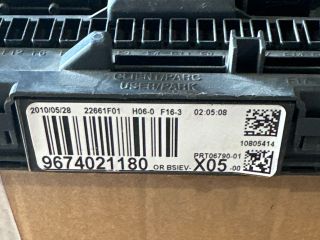 CLIENT/PARC
USER/PARK
2010/05/28 22661F01 H06-0 F16-3 02:05:08
10805414
PRT06790-01
9674021180 OR BSIEV- X05 -00